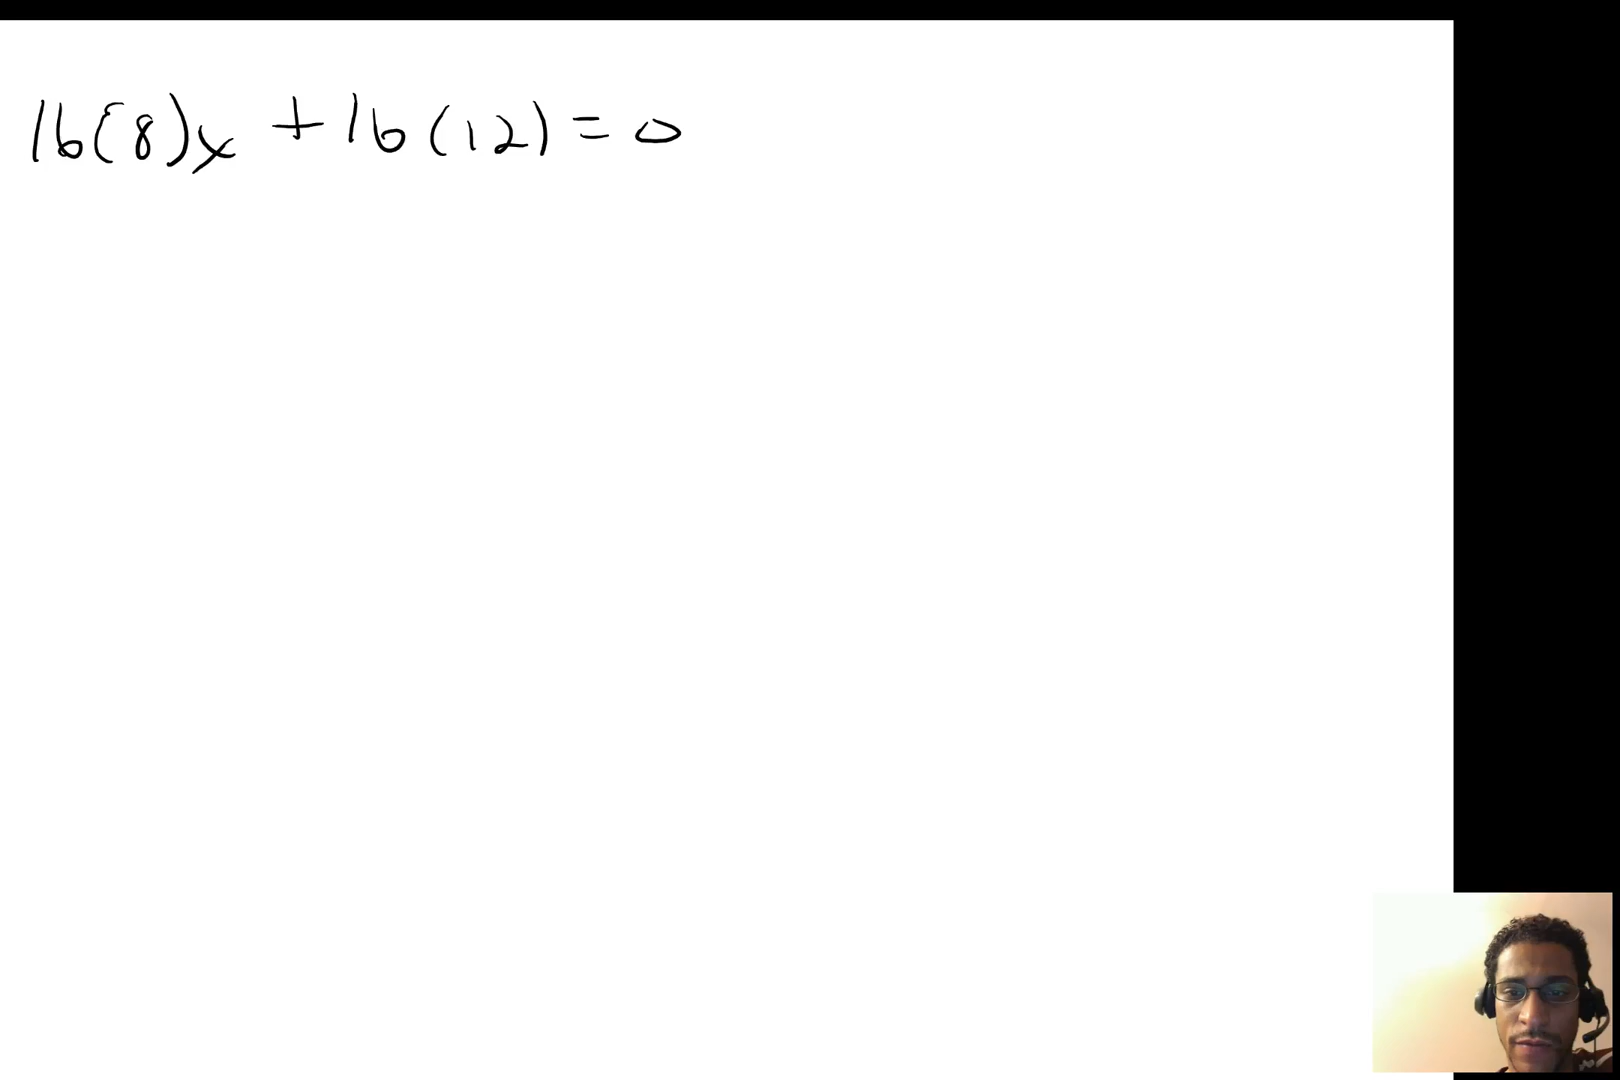 16(8)x + 16(12) = 0